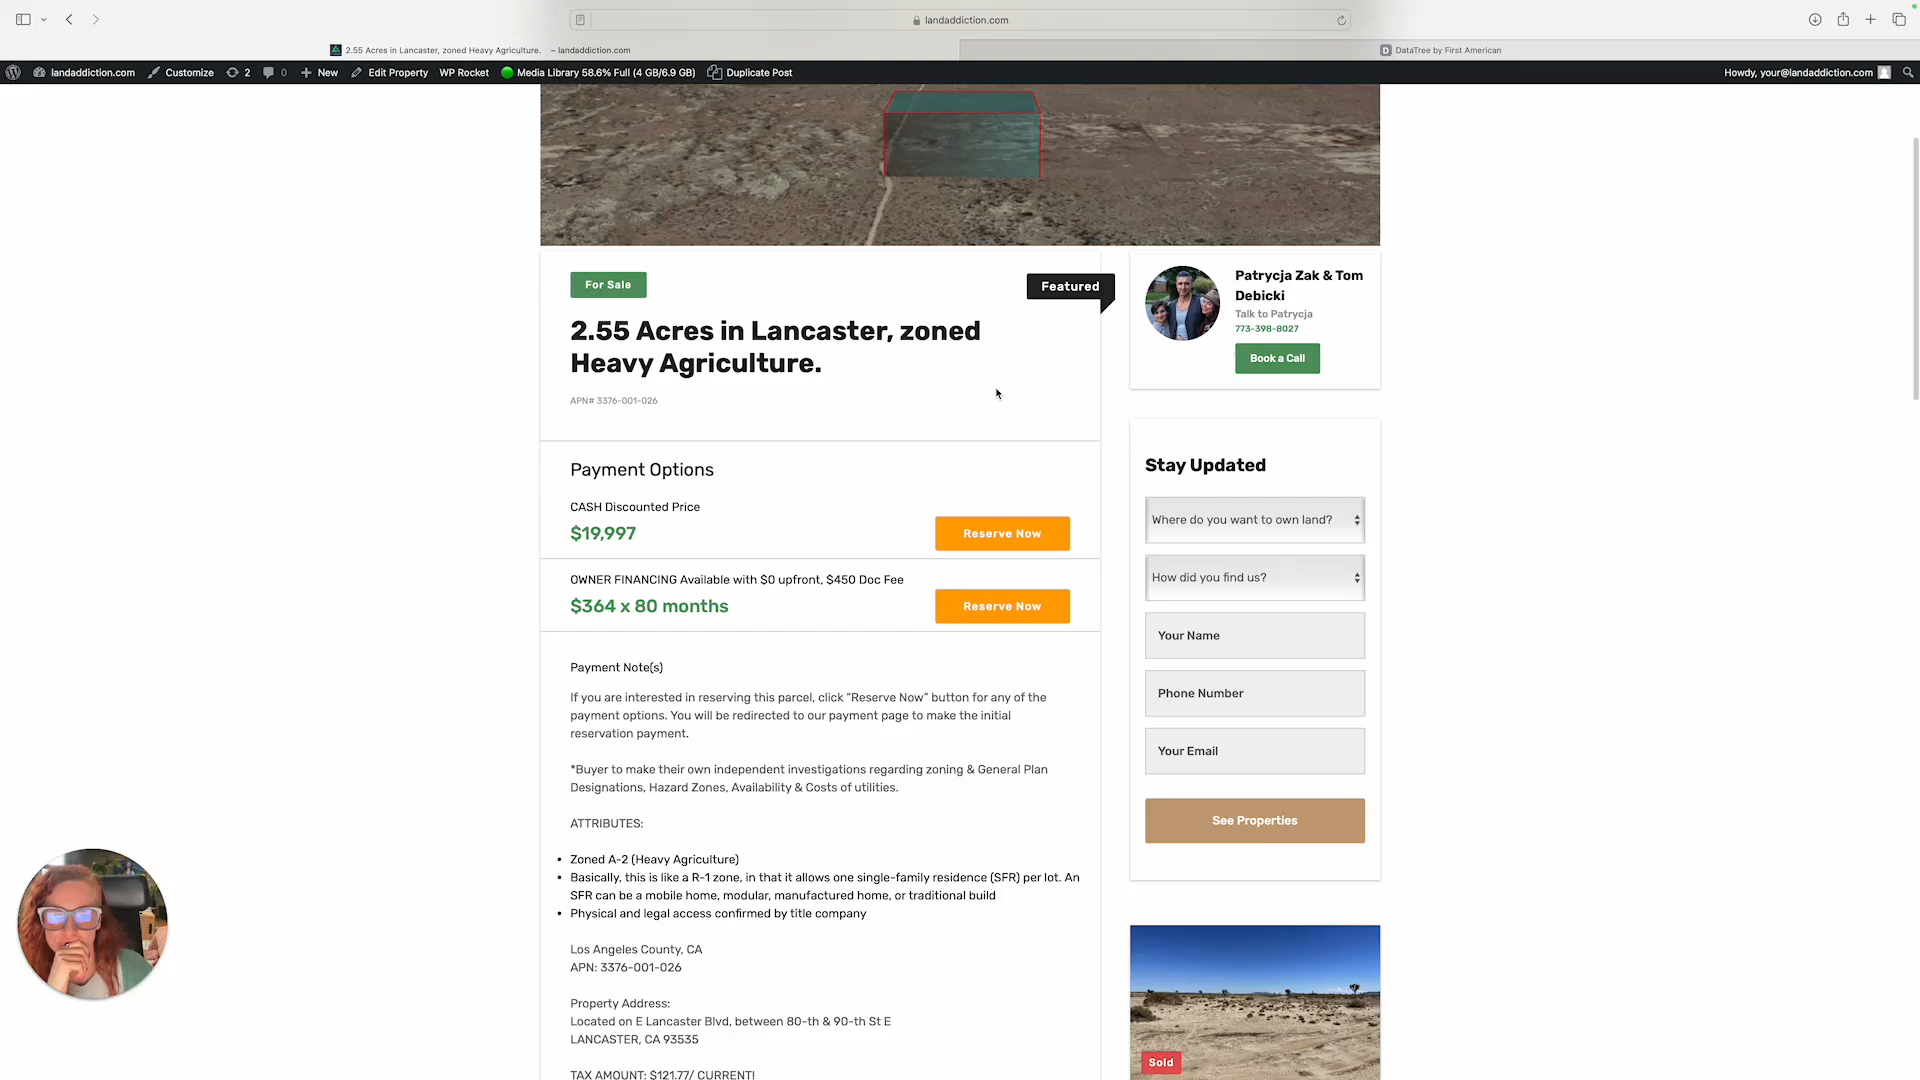 landaddiction.com
2.55 Acres in Lancaster, zoned Heavy Agriculture. – landaddiction.com
DataTree by First American
landaddiction.com Customize 2 0 New Edit Property WP Rocket Media Library 58.6% Full (4 GB/6.9 GB) Duplicate Post Howdy, your@landaddiction.com
For Sale
Featured
2.55 Acres in Lancaster, zoned
Heavy Agriculture.
APN# 3376-001-026
Payment Options
CASH Discounted Price
$19,997
Reserve Now
OWNER FINANCING Available with $0 upfront, $450 Doc Fee
$364 x 80 months
Reserve Now
Payment Note(s)
If you are interested in reserving this parcel, click “Reserve Now” button for any of the
payment options. You will be redirected to our payment page to make the initial
reservation payment.
*Buyer to make their own independent investigations regarding zoning & General Plan
Designations, Hazard Zones, Availability & Costs of utilities.
ATTRIBUTES:
• Zoned A-2 (Heavy Agriculture)
• Basically, this is like a R-1 zone, in that it allows one single-family residence (SFR) per lot. An
SFR can be a mobile home, modular, manufactured home, or traditional build
• Physical and legal access confirmed by title company
Los Angeles County, CA
APN: 3376-001-026
Property Address:
Located on E Lancaster Blvd, between 80-th & 90-th St E
LANCASTER, CA 93535
TAX AMOUNT: $121.77/ CURRENT!
Patrycja Zak & Tom
Debicki
Talk to Patrycja
773-398-8027
Book a Call
Stay Updated
Where do you want to own land?
How did you find us?
Your Name
Phone Number
Your Email
See Properties
Sold